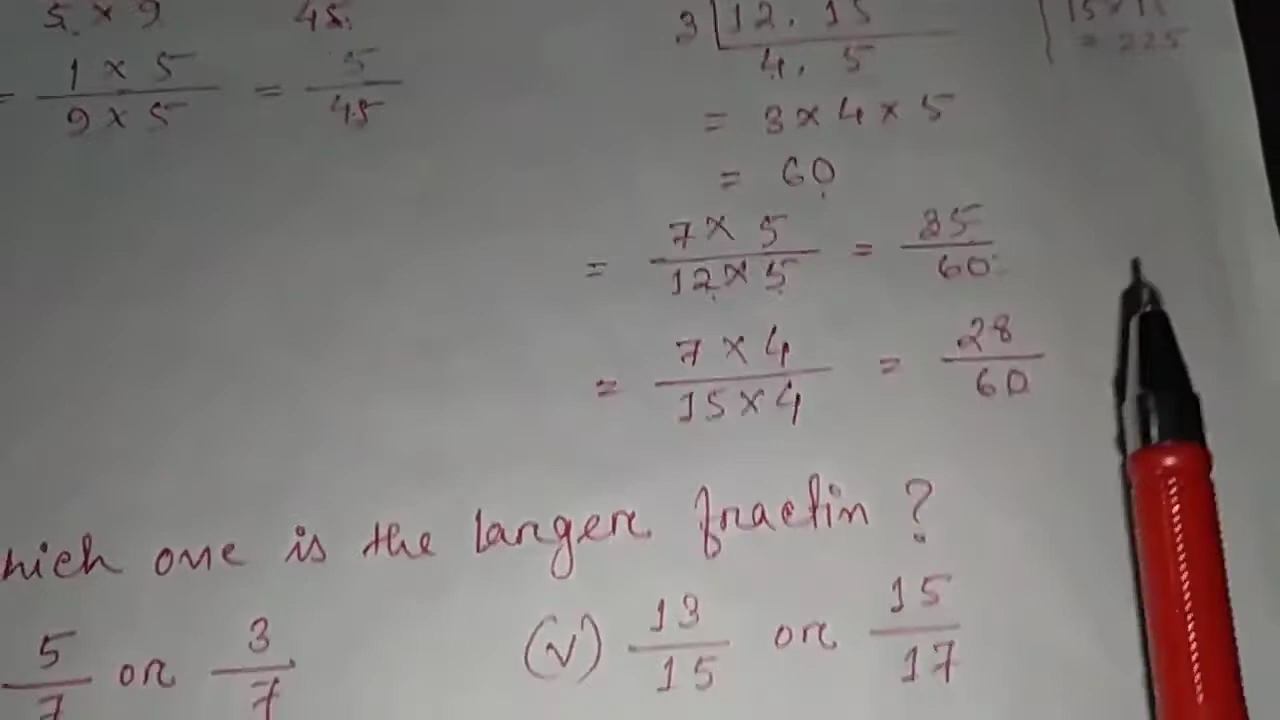 5 × 9 45
= 1 × 5 / 9 × 5 = 5 / 45
3 | 12, 15
4, 5
= 3 × 4 × 5
= 60
= 7 × 5 / 12 × 5 = 35 / 60
= 7 × 4 / 15 × 4 = 28 / 60
= 225
hich one is the larger fractin ?
5 / 7 or 3 / 7
(v) 13 / 15 or 15 / 17